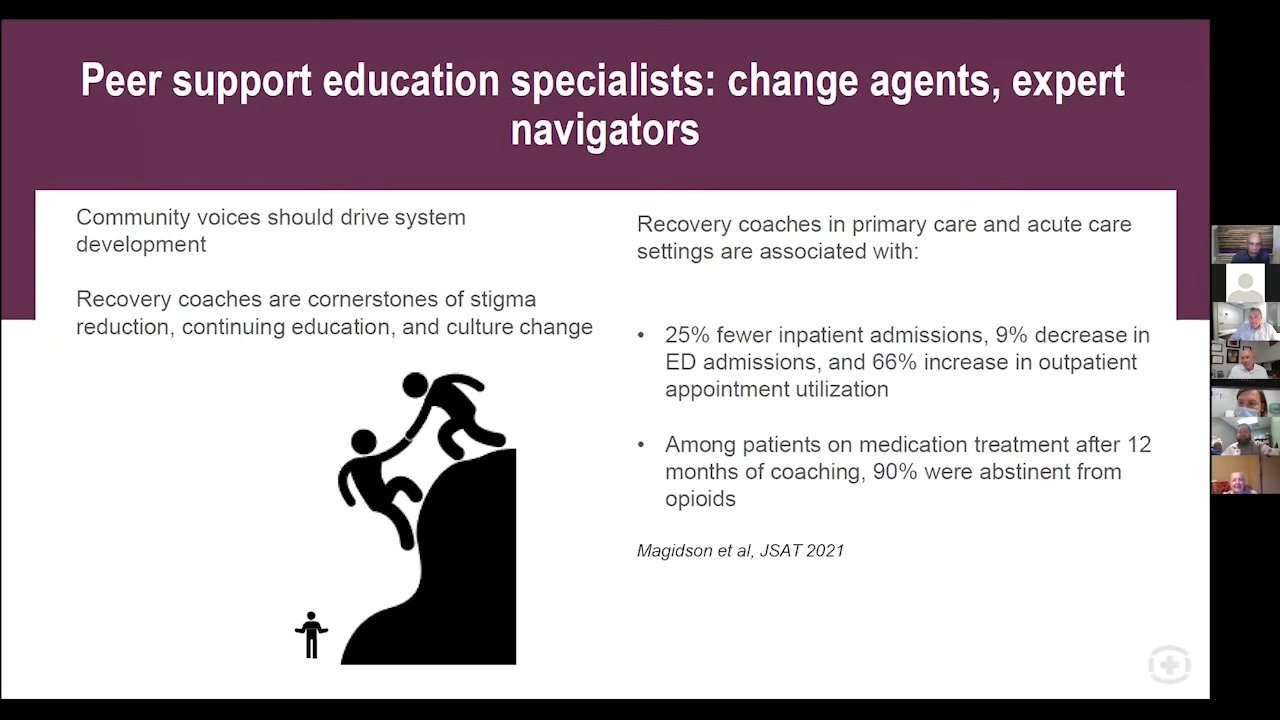 Peer support education specialists: change agents, expert
navigators
Community voices should drive system
development
Recovery coaches are cornerstones of stigma
reduction, continuing education, and culture change
Recovery coaches in primary care and acute care
settings are associated with:
• 25% fewer inpatient admissions, 9% decrease in
ED admissions, and 66% increase in outpatient
appointment utilization
• Among patients on medication treatment after 12
months of coaching, 90% were abstinent from
opioids
Magidson et al, JSAT 2021